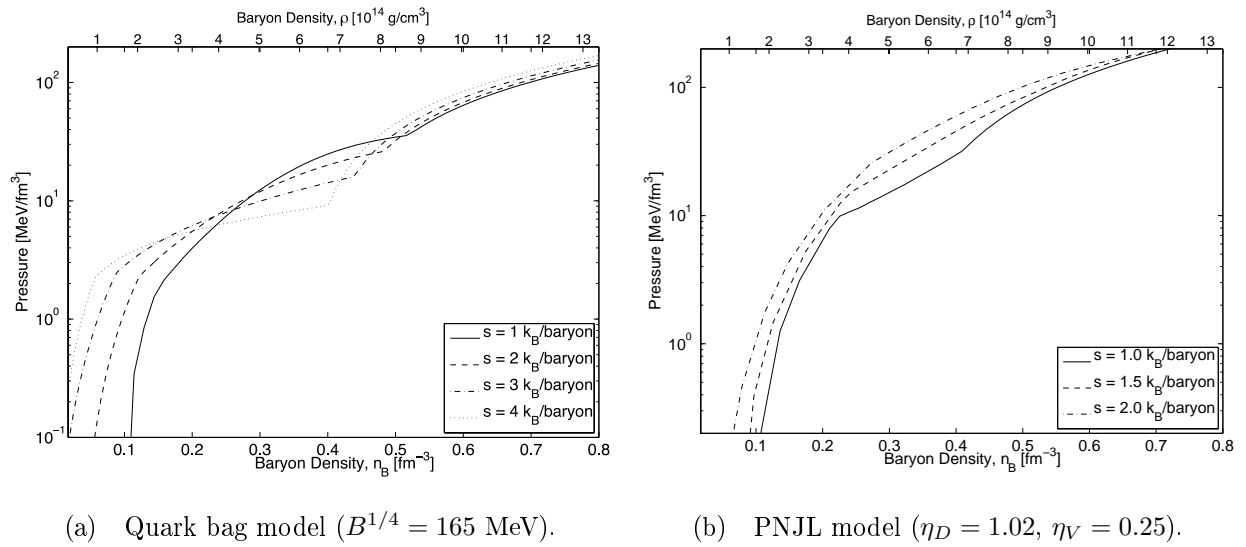 Baryon Density, ρ [10^14 g/cm^3]
1 2 3 4 5 6 7 8 9 10 11 12 13
10^2
10^1
10^0
10^−1
Pressure [MeV/fm^3]
s = 1 k_B/baryon
s = 2 k_B/baryon
s = 3 k_B/baryon
s = 4 k_B/baryon
0.1 0.2 0.3 0.4 0.5 0.6 0.7 0.8
Baryon Density, n_B [fm^−3]
(a) Quark bag model (B^1/4 = 165 MeV).
Baryon Density, ρ [10^14 g/cm^3]
1 2 3 4 5 6 7 8 9 10 11 12 13
10^2
10^1
10^0
Pressure [MeV/fm^3]
s = 1.0 k_B/baryon
s = 1.5 k_B/baryon
s = 2.0 k_B/baryon
0.1 0.2 0.3 0.4 0.5 0.6 0.7 0.8
Baryon Density, n_B [fm^−3]
(b) PNJL model (η_D = 1.02, η_V = 0.25).